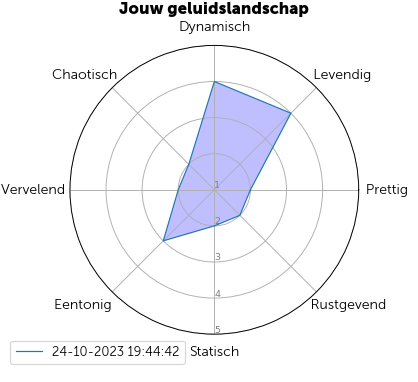 Jouw geluidslandschap
Dynamisch
Chaotisch
Levendig
Vervelend
1
Prettig
2
3
4
Eentonig
Rustgevend
5
24-10-2023 19:44:42
Statisch